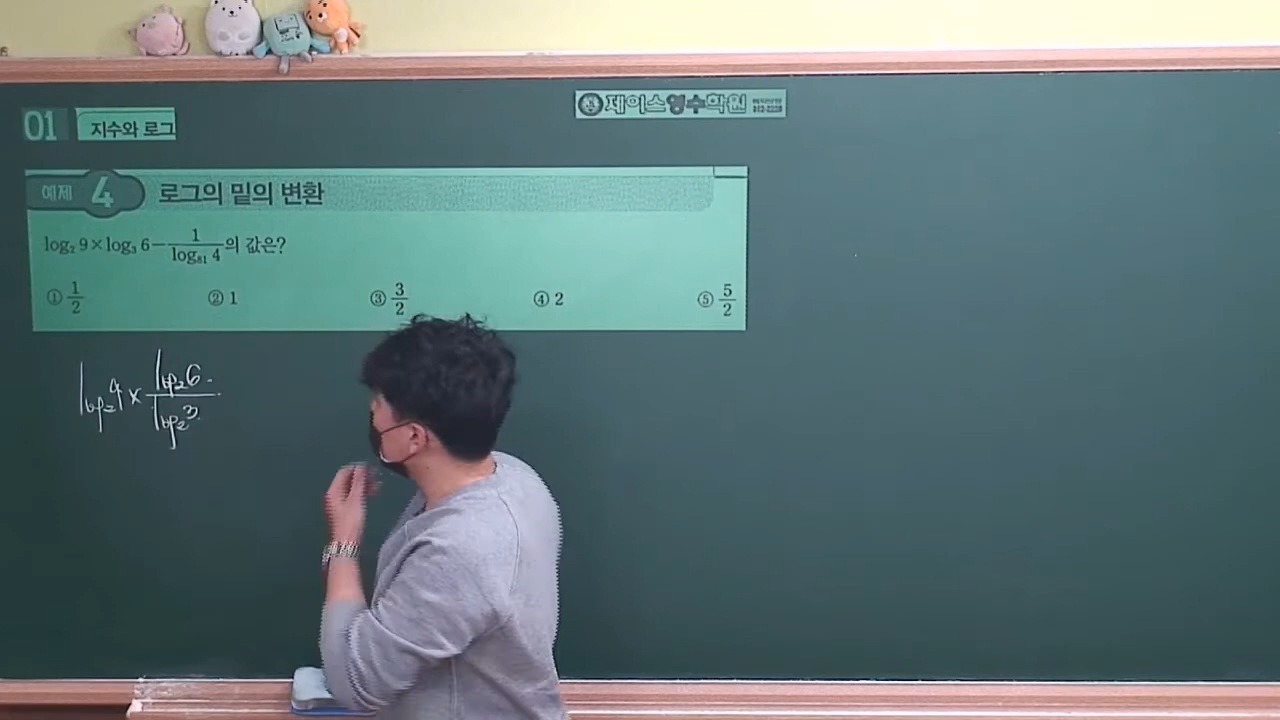 01 지수와 로그
제이스영수학원
예제 4 로그의 밑의 변환
log₂ 9×log₃ 6−1/log₈₁ 4의 값은?
① 1/2 ② 1 ③ 3/2 ④ 2 ⑤ 5/2
log₂9 × log₂6/log₂3